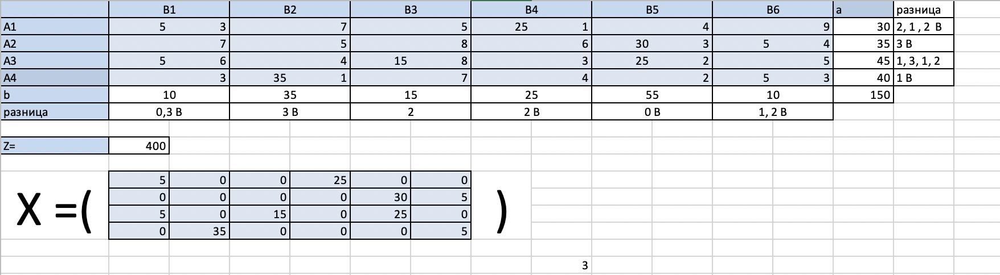 B1 B2 B3 B4 B5 B6 a разница
A1 5 3 7 5 25 1 4 9 30 2, 1 , 2 В
A2 7 5 8 6 30 3 5 4 35 3 В
A3 5 6 4 15 8 3 25 2 5 45 1, 3, 1, 2
A4 3 35 1 7 4 2 5 3 40 1 В
b 10 35 15 25 55 10 150
разница 0,3 В 3 В 2 2 В 0 В 1, 2 В
Z= 400
5 0 0 25 0 0
0 0 0 0 30 5
X =( )
5 0 15 0 25 0
0 35 0 0 0 5
3